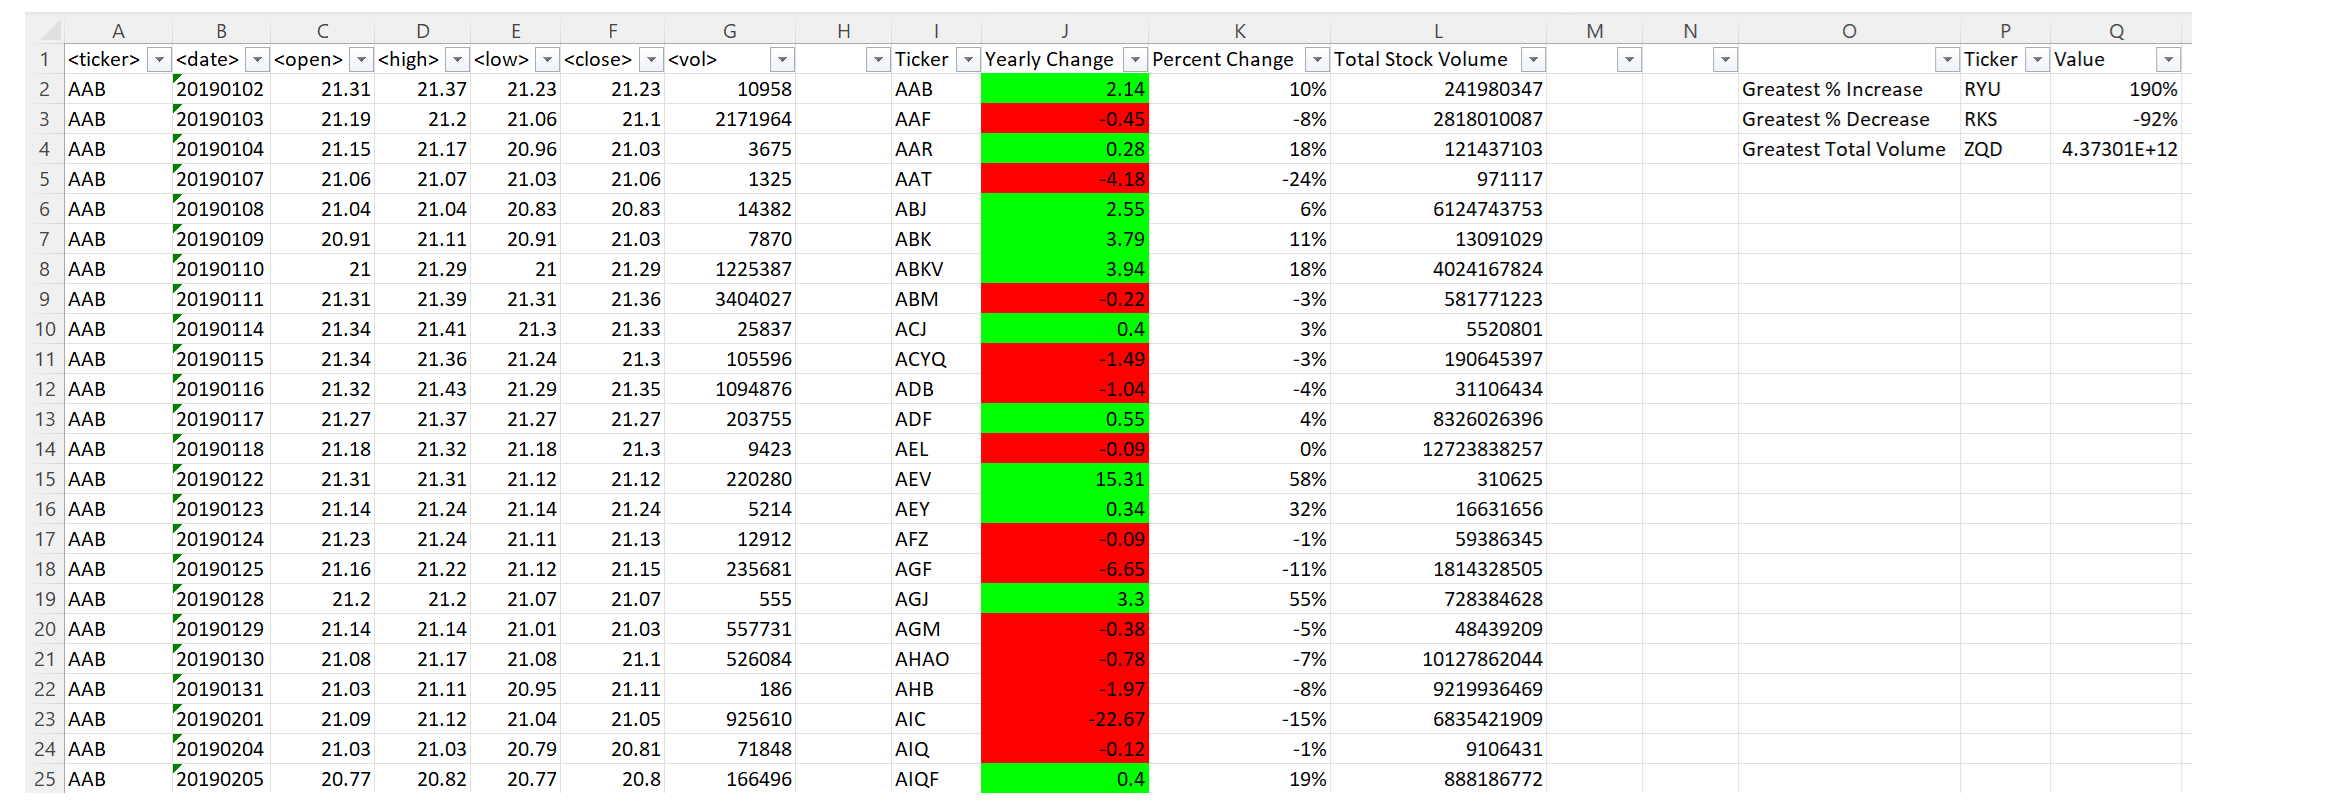 A B C D E F G H I J K L M N O P Q
1 <ticker> <date> <open> <high> <low> <close> <vol> Ticker Yearly Change Percent Change Total Stock Volume Ticker Value
2 AAB 20190102 21.31 21.37 21.23 21.23 10958 AAB 2.14 10% 241980347 Greatest % Increase RYU 190%
3 AAB 20190103 21.19 21.2 21.06 21.1 2171964 AAF -0.45 -8% 2818010087 Greatest % Decrease RKS -92%
4 AAB 20190104 21.15 21.17 20.96 21.03 3675 AAR 0.28 18% 121437103 Greatest Total Volume ZQD 4.37301E+12
5 AAB 20190107 21.06 21.07 21.03 21.06 1325 AAT -4.18 -24% 971117
6 AAB 20190108 21.04 21.04 20.83 20.83 14382 ABJ 2.55 6% 6124743753
7 AAB 20190109 20.91 21.11 20.91 21.03 7870 ABK 3.79 11% 13091029
8 AAB 20190110 21 21.29 21 21.29 1225387 ABKV 3.94 18% 4024167824
9 AAB 20190111 21.31 21.39 21.31 21.36 3404027 ABM -0.22 -3% 581771223
10 AAB 20190114 21.34 21.41 21.3 21.33 25837 ACJ 0.4 3% 5520801
11 AAB 20190115 21.34 21.36 21.24 21.3 105596 ACYQ -1.49 -3% 190645397
12 AAB 20190116 21.32 21.43 21.29 21.35 1094876 ADB -1.04 -4% 31106434
13 AAB 20190117 21.27 21.37 21.27 21.27 203755 ADF 0.55 4% 8326026396
14 AAB 20190118 21.18 21.32 21.18 21.3 9423 AEL -0.09 0% 12723838257
15 AAB 20190122 21.31 21.31 21.12 21.12 220280 AEV 15.31 58% 310625
16 AAB 20190123 21.14 21.24 21.14 21.24 5214 AEY 0.34 32% 16631656
17 AAB 20190124 21.23 21.24 21.11 21.13 12912 AFZ -0.09 -1% 59386345
18 AAB 20190125 21.16 21.22 21.12 21.15 235681 AGF -6.65 -11% 1814328505
19 AAB 20190128 21.2 21.2 21.07 21.07 555 AGJ 3.3 55% 728384628
20 AAB 20190129 21.14 21.14 21.01 21.03 557731 AGM -0.38 -5% 48439209
21 AAB 20190130 21.08 21.17 21.08 21.1 526084 AHAO -0.78 -7% 10127862044
22 AAB 20190131 21.03 21.11 20.95 21.11 186 AHB -1.97 -8% 9219936469
23 AAB 20190201 21.09 21.12 21.04 21.05 925610 AIC -22.67 -15% 6835421909
24 AAB 20190204 21.03 21.03 20.79 20.81 71848 AIQ -0.12 -1% 9106431
25 AAB 20190205 20.77 20.82 20.77 20.8 166496 AIQF 0.4 19% 888186772